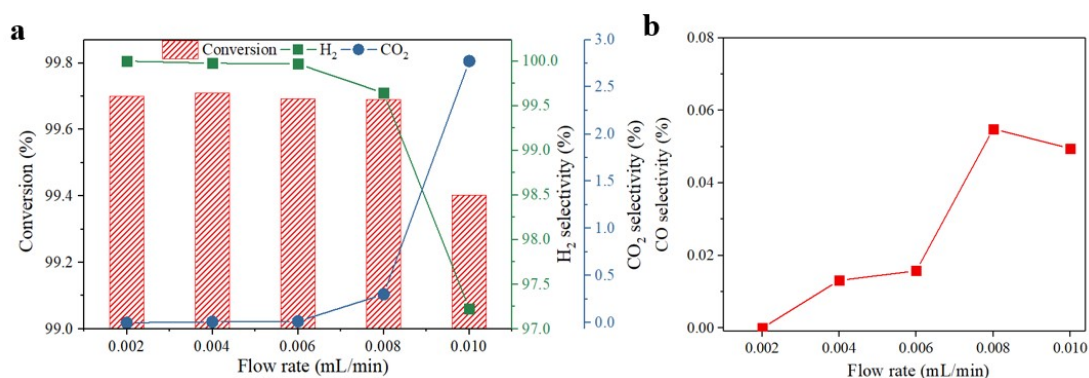 a
Conversion H2 CO2
99.8
99.6
99.4
99.2
99.0
Conversion (%)
0.002 0.004 0.006 0.008 0.010
Flow rate (mL/min)
100.0
99.5
99.0
98.5
98.0
97.5
97.0
H2 selectivity (%)
3.0
2.5
2.0
1.5
1.0
0.5
0.0
CO2 selectivity (%)
b
0.08
0.06
0.04
0.02
0.00
CO selectivity (%)
0.002 0.004 0.006 0.008 0.010
Flow rate (mL/min)